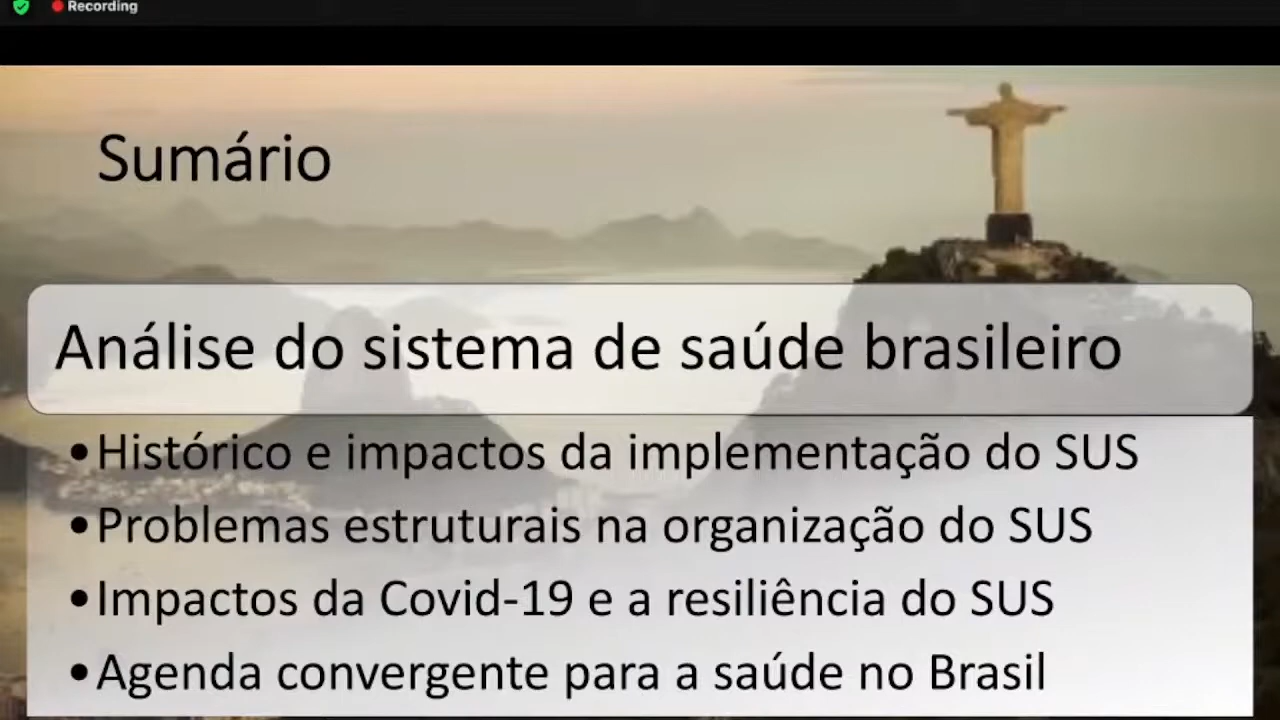 Recording
Sumário
Análise do sistema de saúde brasileiro
•Histórico e impactos da implementação do SUS
•Problemas estruturais na organização do SUS
•Impactos da Covid-19 e a resiliência do SUS
•Agenda convergente para a saúde no Brasil